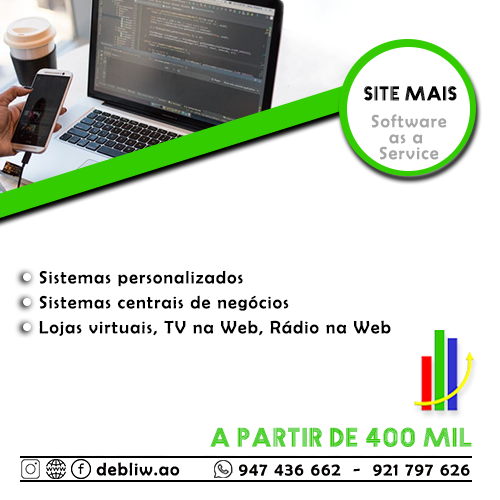 SITE MAIS
Software
as a
Service
Sistemas personalizados
Sistemas centrais de negócios
Lojas virtuais, TV na Web, Rádio na Web
A PARTIR DE 400 MIL
debliw.ao 947 436 662 - 921 797 626